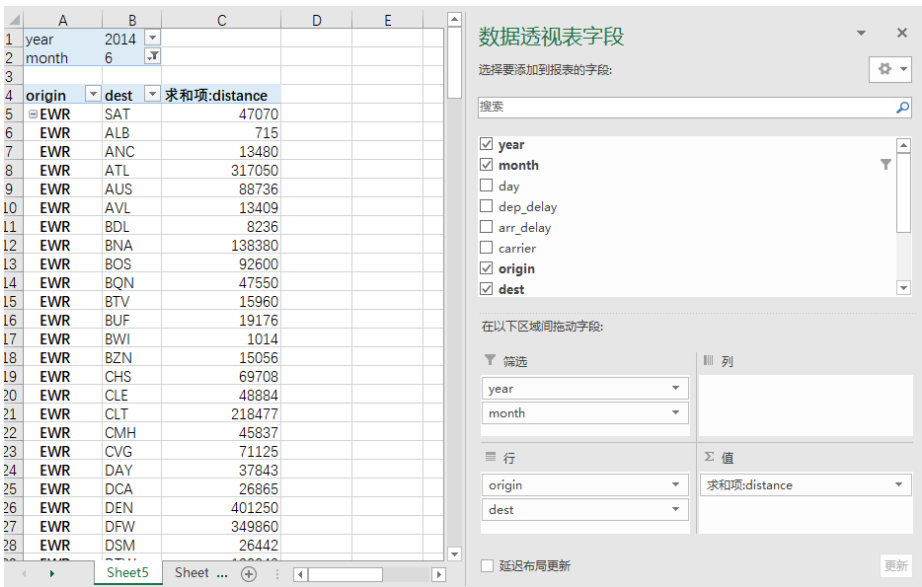 A B C D E
1 year 2014
2 month 6
3
4 origin dest 求和项:distance
5 EWR SAT 47070
6 EWR ALB 715
7 EWR ANC 13480
8 EWR ATL 317050
9 EWR AUS 88736
10 EWR AVL 13409
11 EWR BDL 8236
12 EWR BNA 138380
13 EWR BOS 92600
14 EWR BQN 47550
15 EWR BTV 15960
16 EWR BUF 19176
17 EWR BWI 1014
18 EWR BZN 15056
19 EWR CHS 69708
20 EWR CLE 48884
21 EWR CLT 218477
22 EWR CMH 45837
23 EWR CVG 71125
24 EWR DAY 37843
25 EWR DCA 26865
26 EWR DEN 401250
27 EWR DFW 349860
28 EWR DSM 26442
Sheet5 Sheet ...
数据透视表字段
选择要添加到报表的字段:
搜索
year
month
day
dep_delay
arr_delay
carrier
origin
dest
在以下区域间拖动字段:
筛选
year
month
列
行
origin
dest
Σ 值
求和项:distance
延迟布局更新
更新